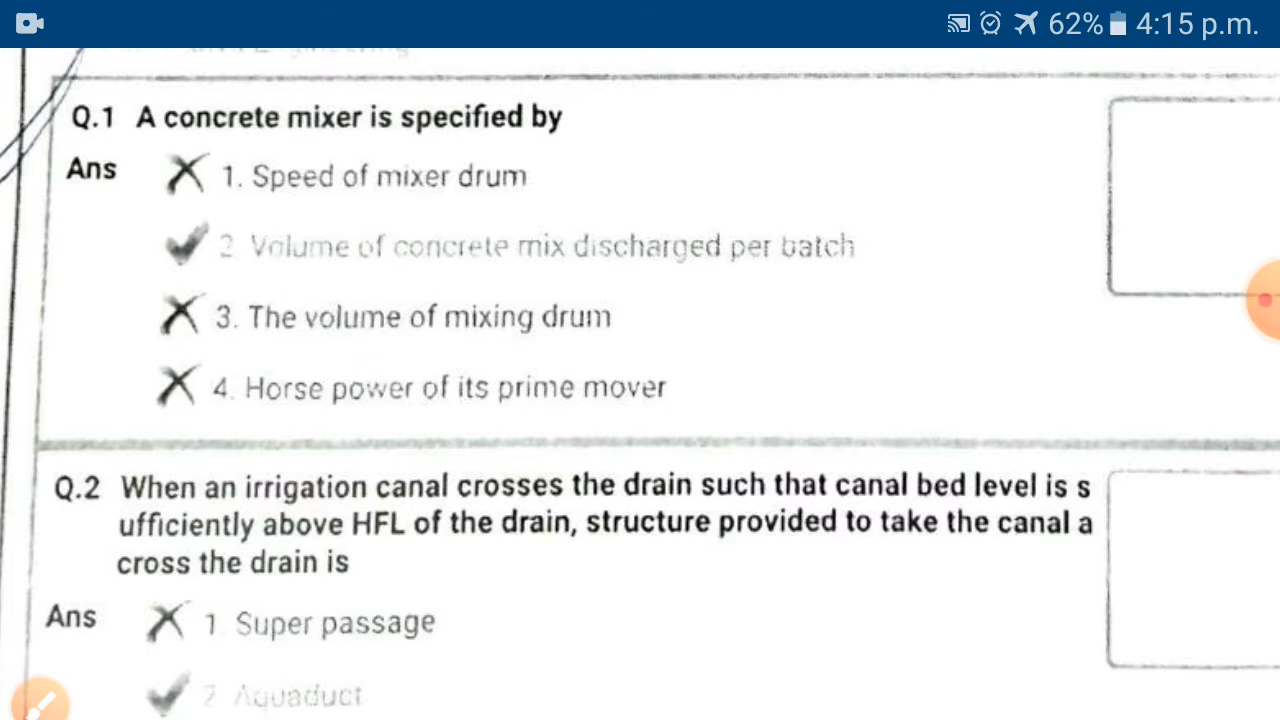 62% 4:15 p.m.
Q.1 A concrete mixer is specified by
Ans 1. Speed of mixer drum
2 Volume of concrete mix discharged per batch
3. The volume of mixing drum
4. Horse power of its prime mover
Q.2 When an irrigation canal crosses the drain such that canal bed level is s
ufficiently above HFL of the drain, structure provided to take the canal a
cross the drain is
Ans 1 Super passage
2 Aquaduct